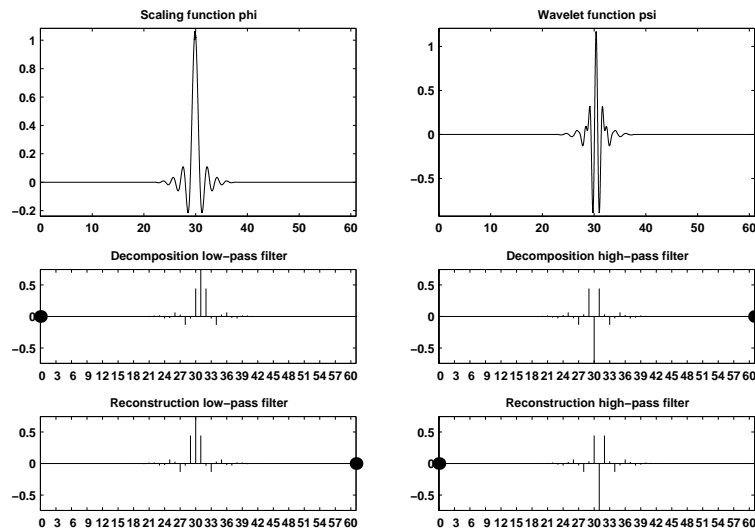 Scaling function phi
1
0.8
0.6
0.4
0.2
0
−0.2
0 10 20 30 40 50 60
Wavelet function psi
1
0.5
0
−0.5
0 10 20 30 40 50 60
Decomposition low−pass filter
0.5
0
−0.5
0 3 6 9 12 15 18 21 24 27 30 33 36 39 42 45 48 51 54 57 60
Decomposition high−pass filter
0.5
0
−0.5
0 3 6 9 12 15 18 21 24 27 30 33 36 39 42 45 48 51 54 57 60
Reconstruction low−pass filter
0.5
0
−0.5
0 3 6 9 12 15 18 21 24 27 30 33 36 39 42 45 48 51 54 57 60
Reconstruction high−pass filter
0.5
0
−0.5
0 3 6 9 12 15 18 21 24 27 30 33 36 39 42 45 48 51 54 57 60